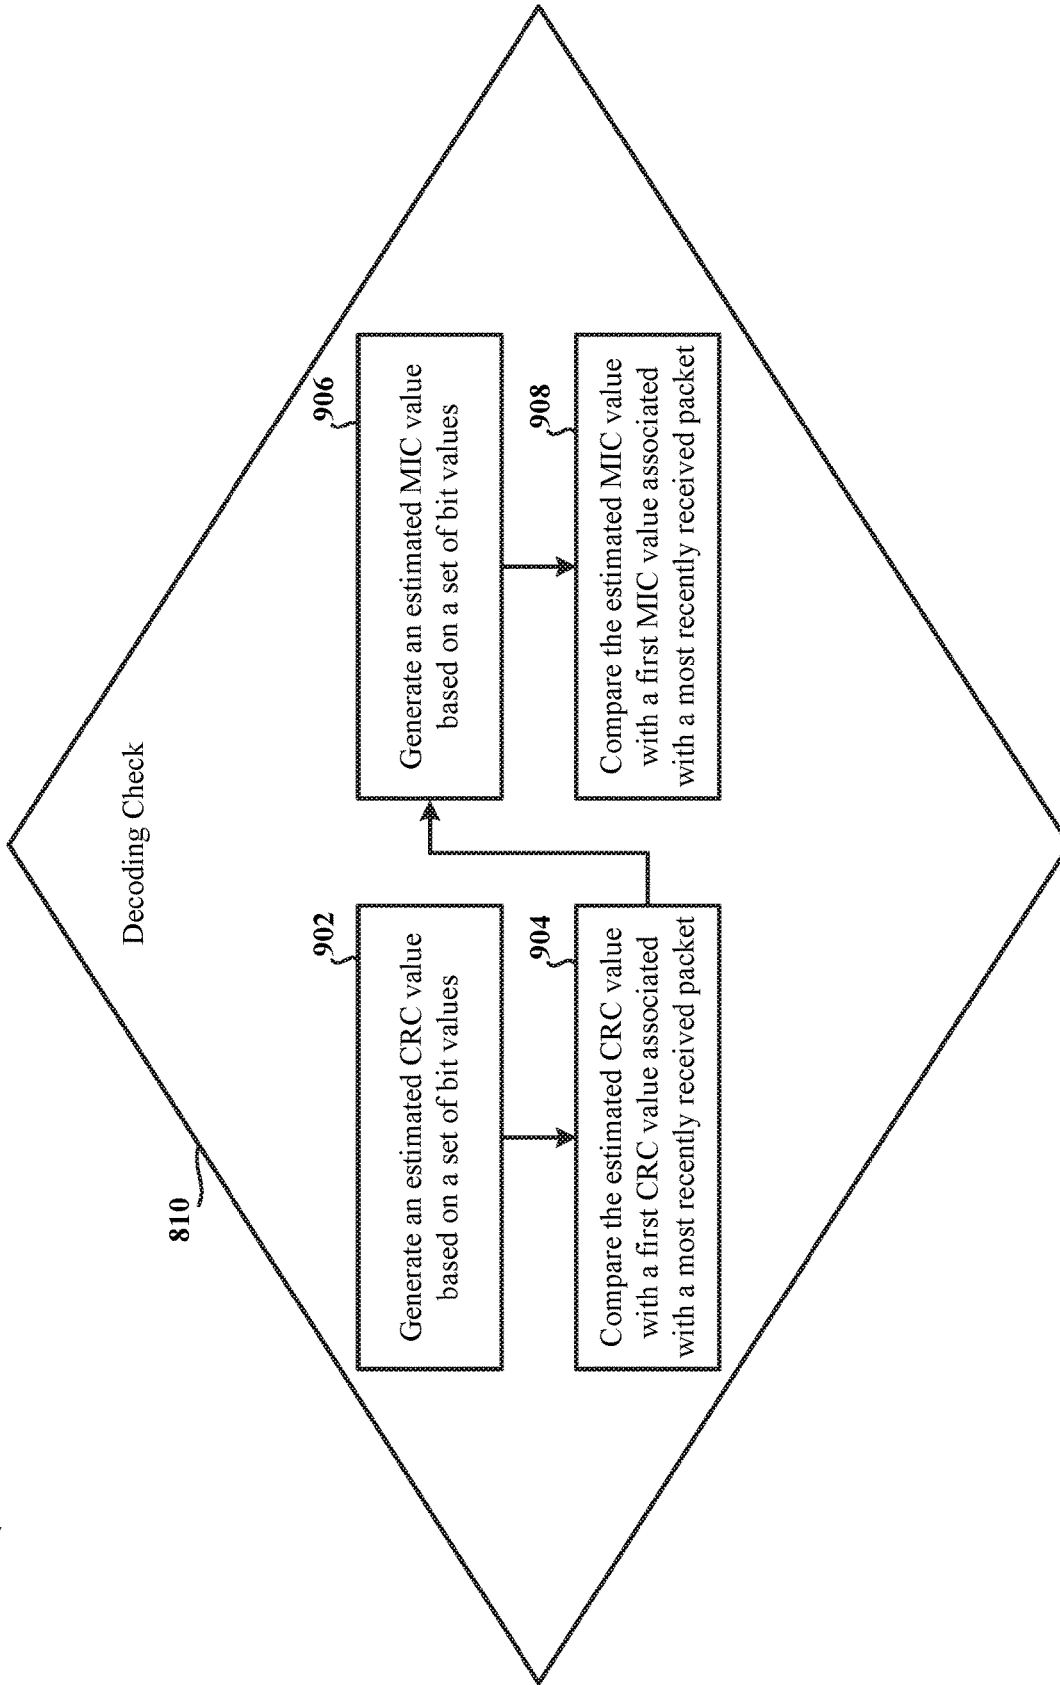 Decoding Check
810
902
Generate an estimated CRC value
based on a set of bit values
904
Compare the estimated CRC value
with a first CRC value associated
with a most recently received packet
906
Generate an estimated MIC value
based on a set of bit values
908
Compare the estimated MIC value
with a first MIC value associated
with a most recently received packet